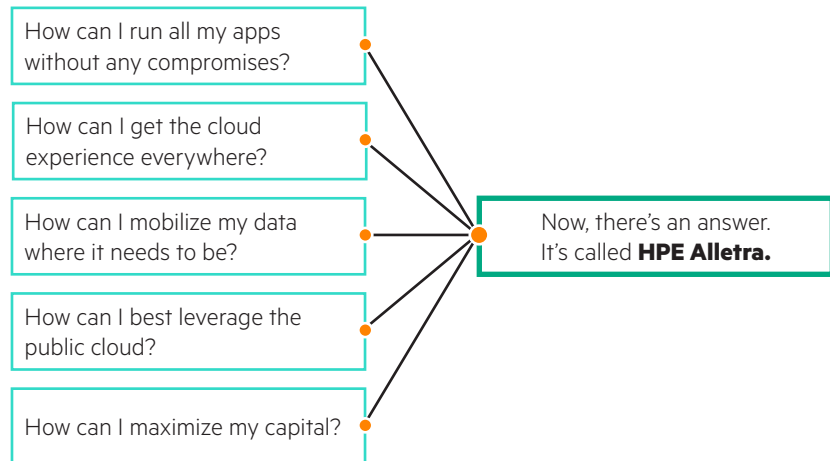 How can I run all my apps
without any compromises?
How can I get the cloud
experience everywhere?
How can I mobilize my data
where it needs to be?
How can I best leverage the
public cloud?
How can I maximize my capital?
Now, there’s an answer.
It’s called HPE Alletra.